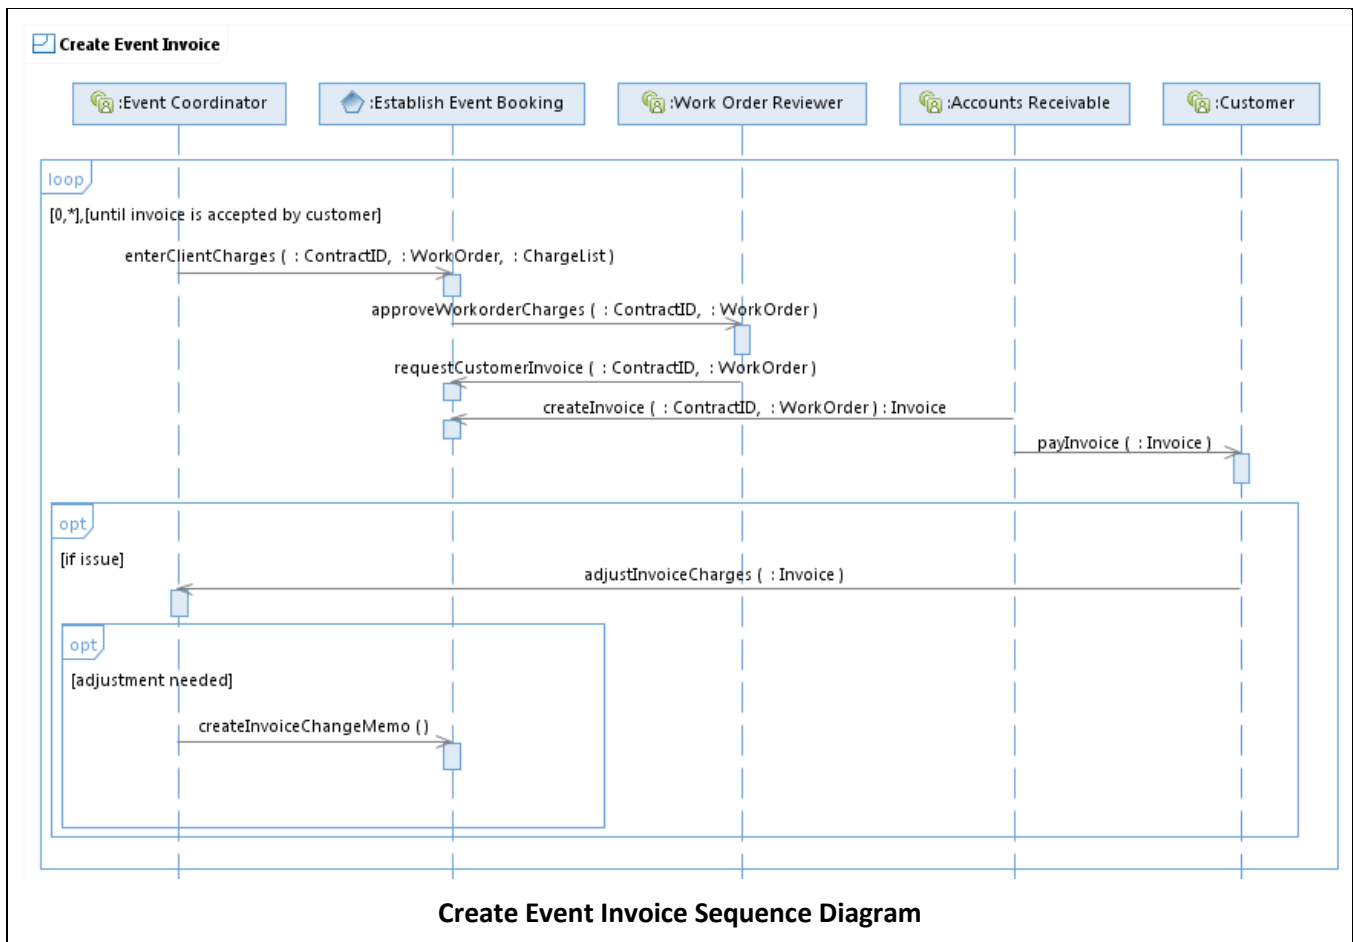 Create Event Invoice
:Event Coordinator
:Establish Event Booking
:Work Order Reviewer
:Accounts Receivable
:Customer
loop
[0,*],[until invoice is accepted by customer]
enterClientCharges ( : ContractID, : WorkOrder, : ChargeList )
approveWorkorderCharges ( : ContractID, : WorkOrder )
requestCustomerInvoice ( : ContractID, : WorkOrder )
createInvoice ( : ContractID, : WorkOrder ) : Invoice
payInvoice ( : Invoice )
opt
[if issue]
adjustInvoiceCharges ( : Invoice )
opt
[adjustment needed]
createInvoiceChangeMemo ( )
Create Event Invoice Sequence Diagram